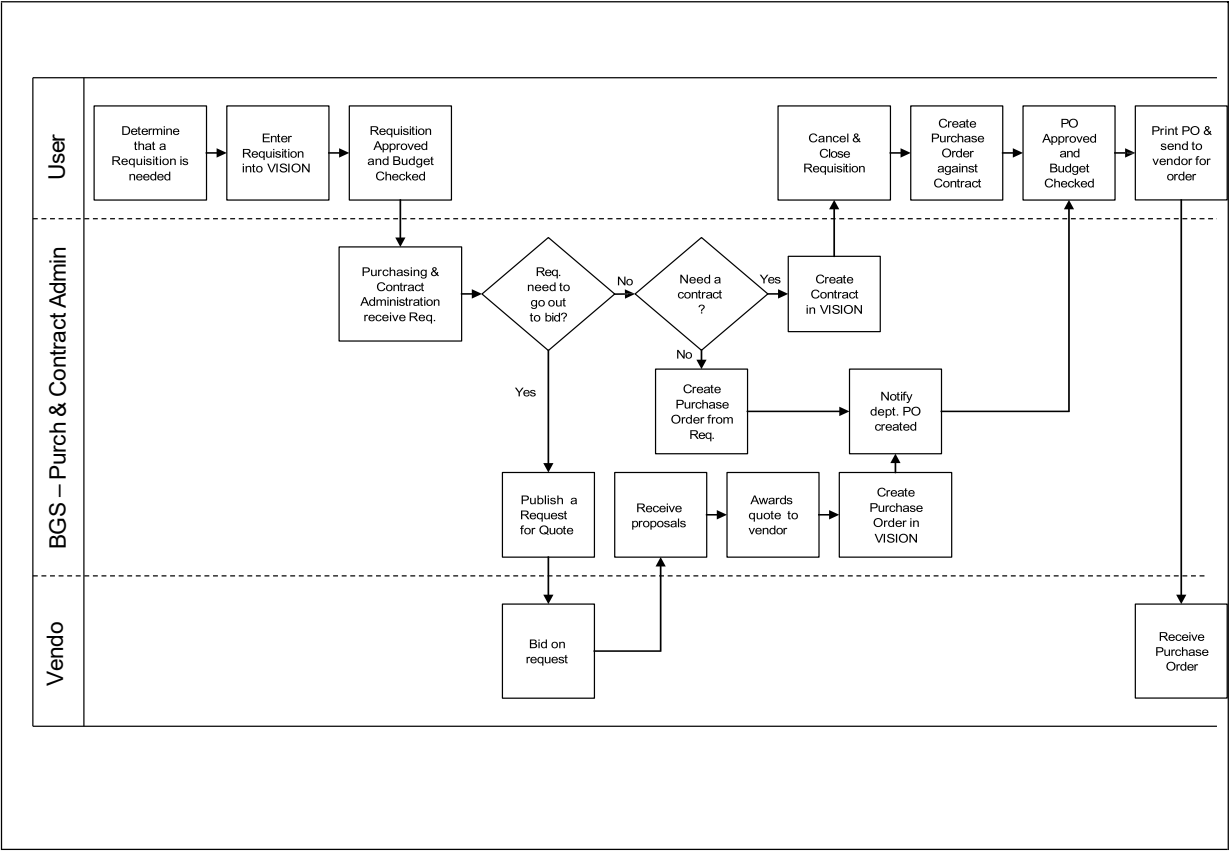 User
Determine
that a
Requisition is
needed
Enter
Requisition
into VISION
Requisition
Approved
and Budget
Checked
Cancel &
Close
Requisition
Create
Purchase
Order
against
Contract
PO
Approved
and
Budget
Checked
Print PO &
send to
vendor for
order
BGS – Purch & Contract Admin
Purchasing &
Contract
Administration
receive Req.
Req.
need to
go out
to bid?
No
Need a
contract
?
Yes
Create
Contract
in VISION
No
Yes
Create
Purchase
Order from
Req.
Notify
dept. PO
created
Publish a
Request
for Quote
Receive
proposals
Awards
quote to
vendor
Create
Purchase
Order in
VISION
Vendo
Bid on
request
Receive
Purchase
Order